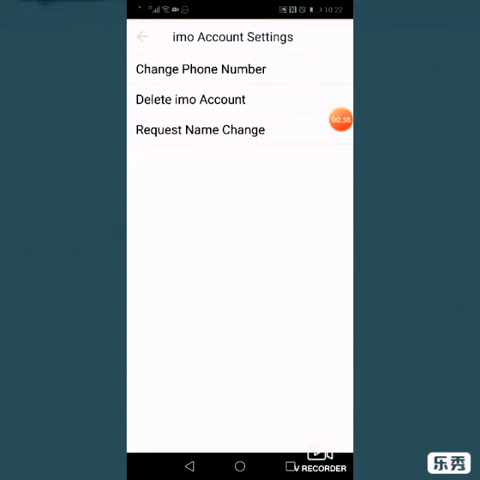 10:22
imo Account Settings
Change Phone Number
Delete imo Account
00:38
Request Name Change
V RECORDER
乐秀